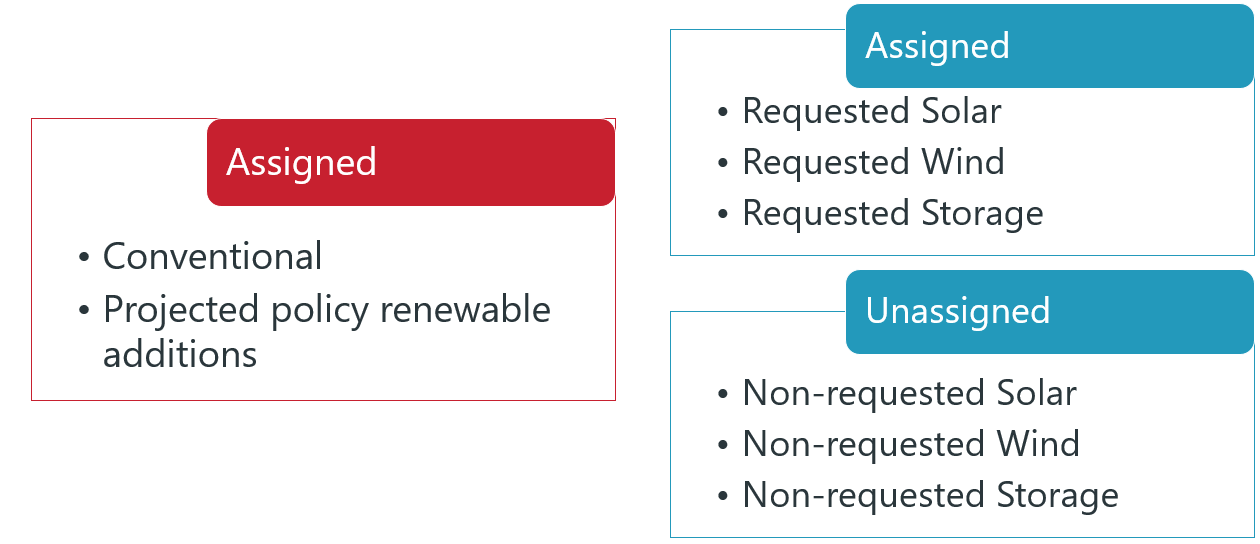 Assigned
• Conventional
• Projected policy renewable
additions
Assigned
• Requested Solar
• Requested Wind
• Requested Storage
Unassigned
• Non-requested Solar
• Non-requested Wind
• Non-requested Storage